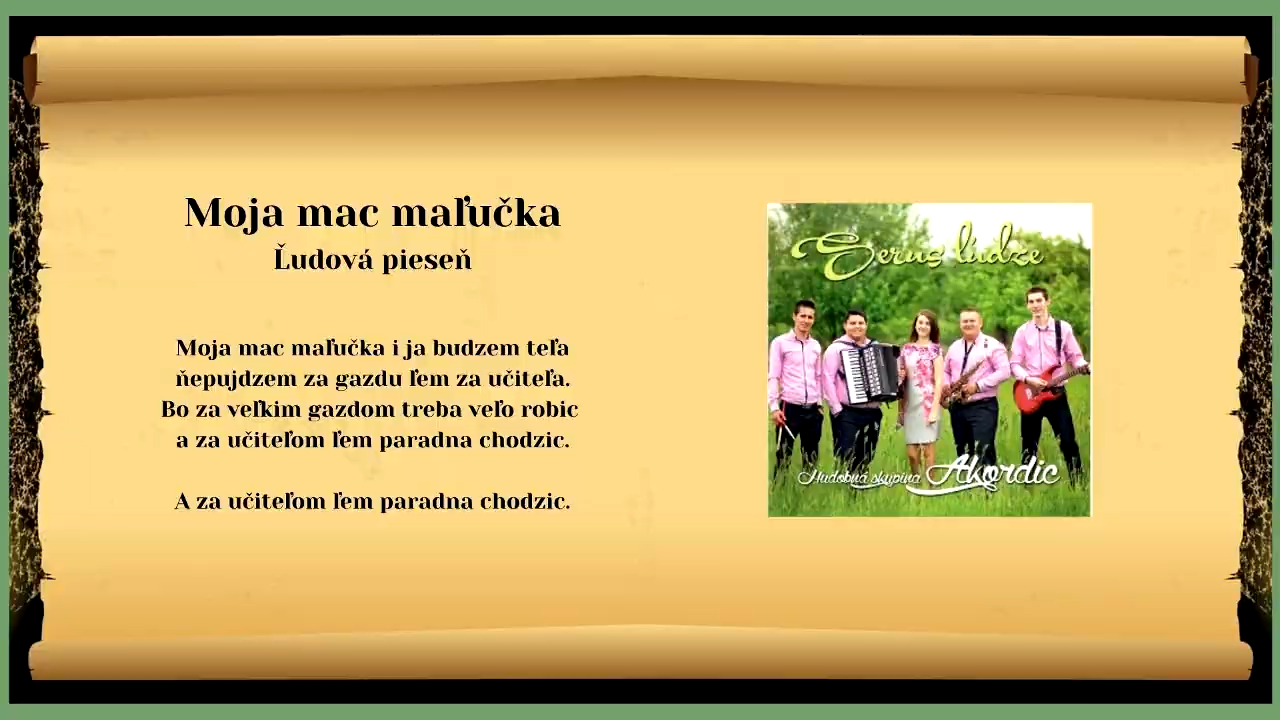 Moja mac maľučka
Ľudová pieseň
Moja mac maľučka i ja budzem teľa
ňepujdzem za gazdu ľem za učiteľa.
Bo za veľkim gazdom treba veľo robic
a za učiteľom ľem paradna chodzic.
A za učiteľom ľem paradna chodzic.
Serus ľudze
Hudobná skupina Akordic